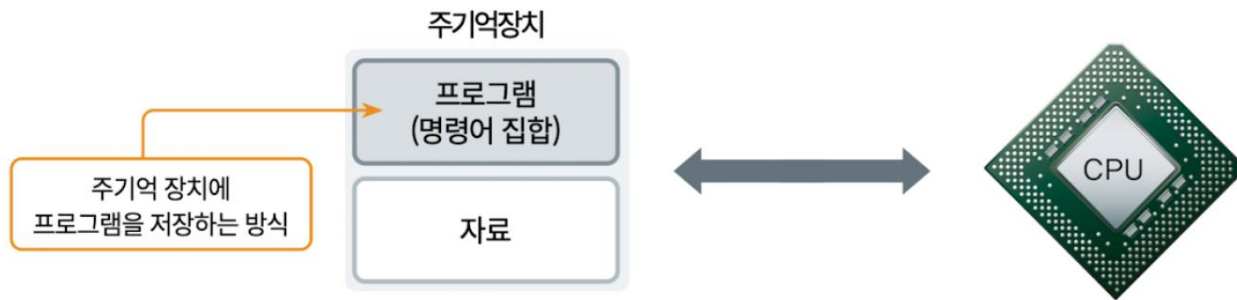 주기억장치
프로그램
(명령어 집합)
주기억 장치에
프로그램을 저장하는 방식
자료
CPU